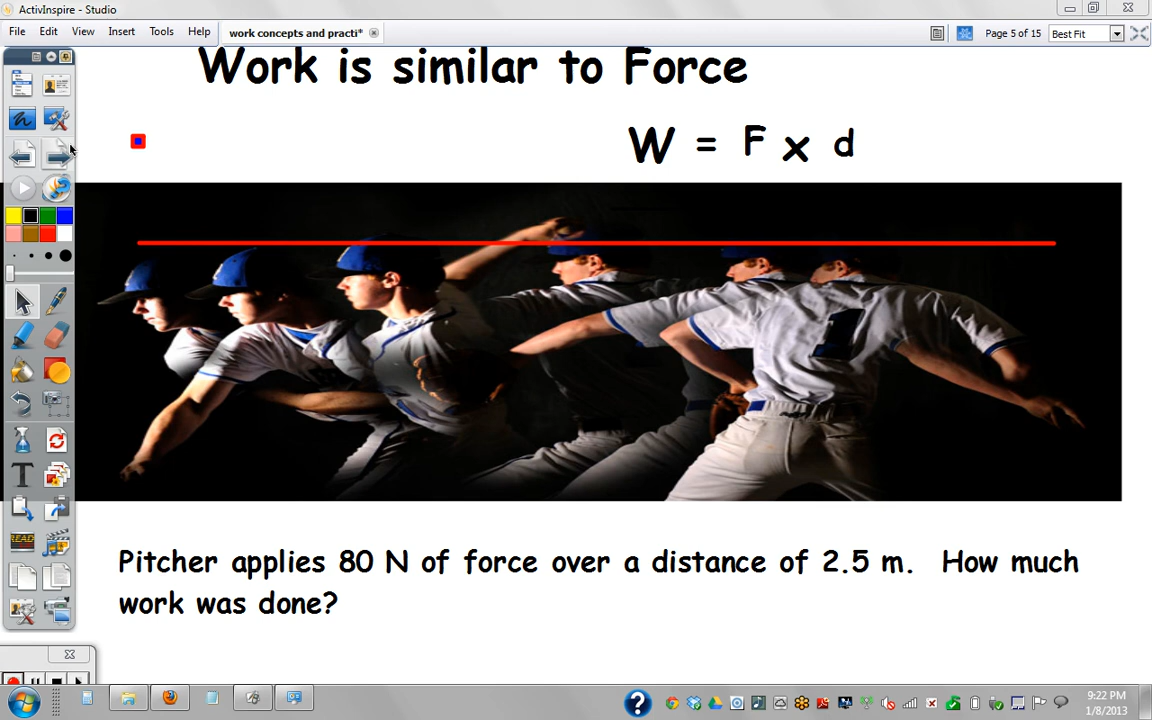 ActivInspire - Studio
File Edit View Insert Tools Help work concepts and practi* Page 5 of 15 Best Fit
Work is similar to Force
W = F x d
1
T
READ
Pitcher applies 80 N of force over a distance of 2.5 m. How much
work was done?
?
9:22 PM
1/8/2013